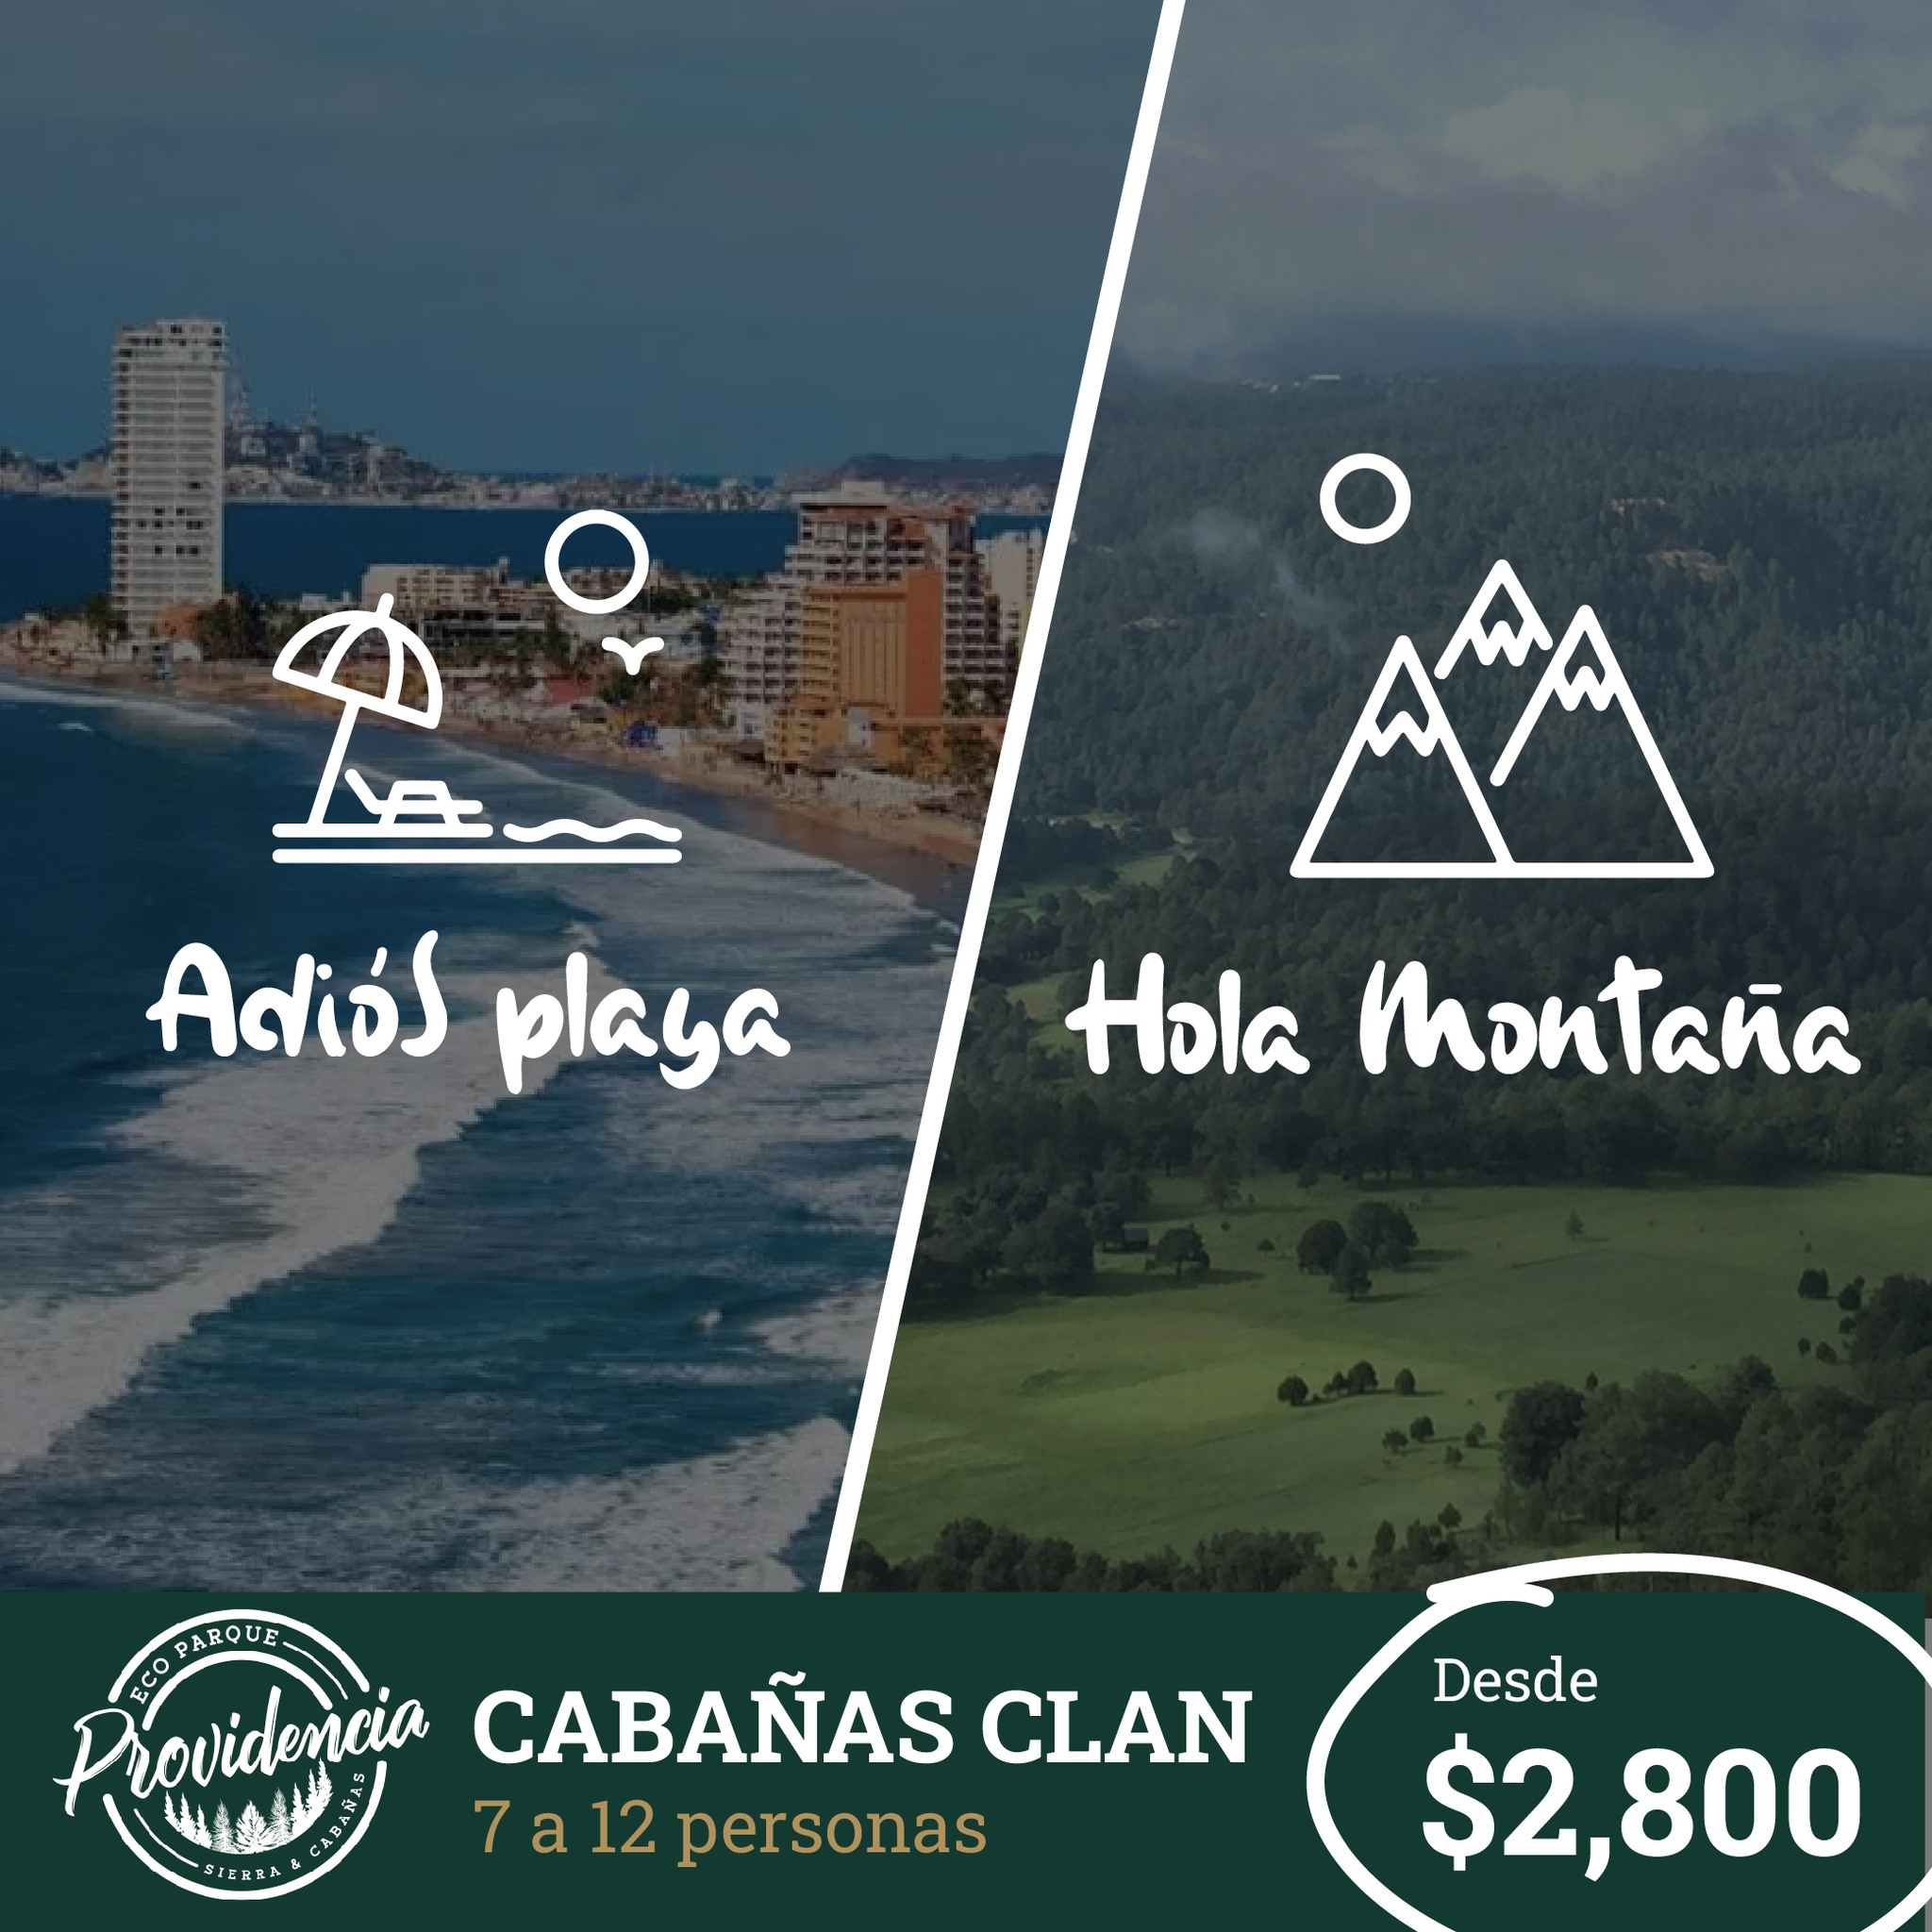 Adiós playa
Hola Montaña
ECO PARQUE
Providencia
SIERRA & CABAÑAS
CABAÑAS CLAN
7 a 12 personas
Desde
$2,800